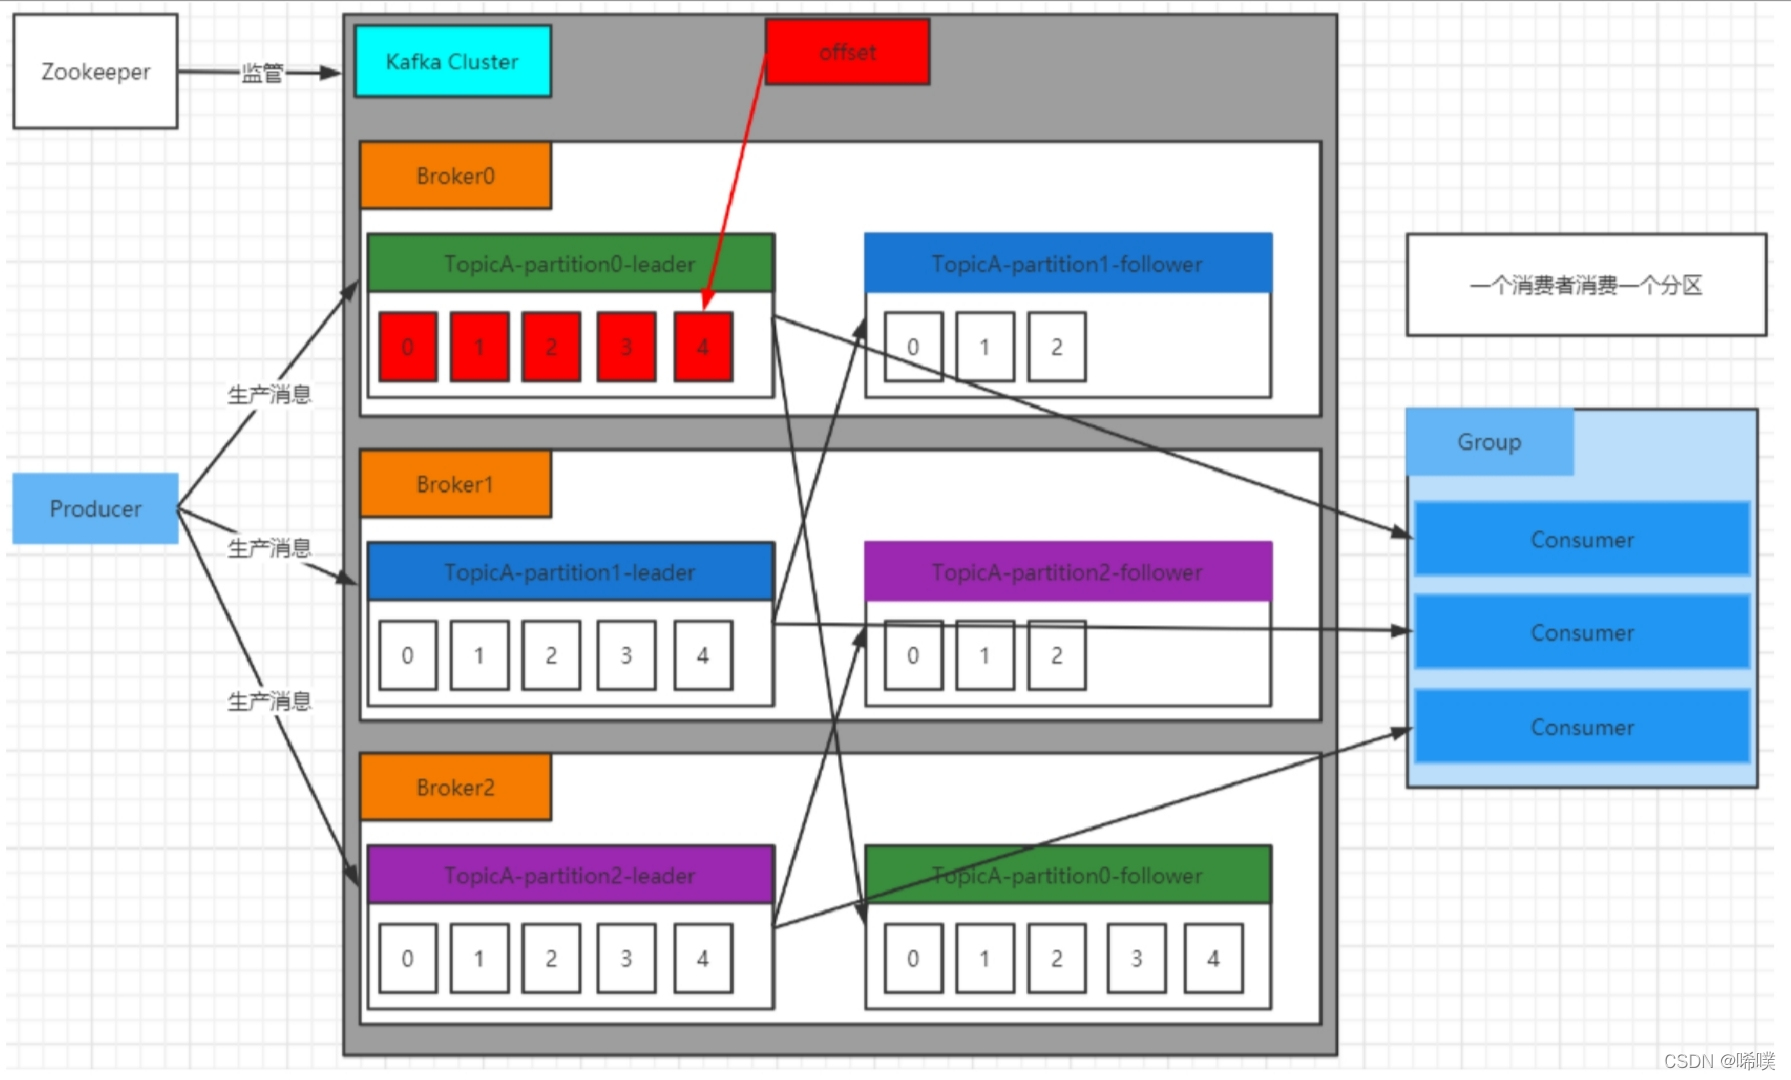 Zookeeper
监管
Kafka Cluster
offset
Broker0
TopicA-partition0-leader
0 1 2 3 4
TopicA-partition1-follower
0 1 2
生产消息
一个消费者消费一个分区
Producer
生产消息
Broker1
TopicA-partition1-leader
0 1 2 3 4
TopicA-partition2-follower
0 1 2
Group
Consumer
Consumer
Consumer
生产消息
Broker2
TopicA-partition2-leader
0 1 2 3 4
TopicA-partition0-follower
0 1 2 3 4
CSDN @唏噗